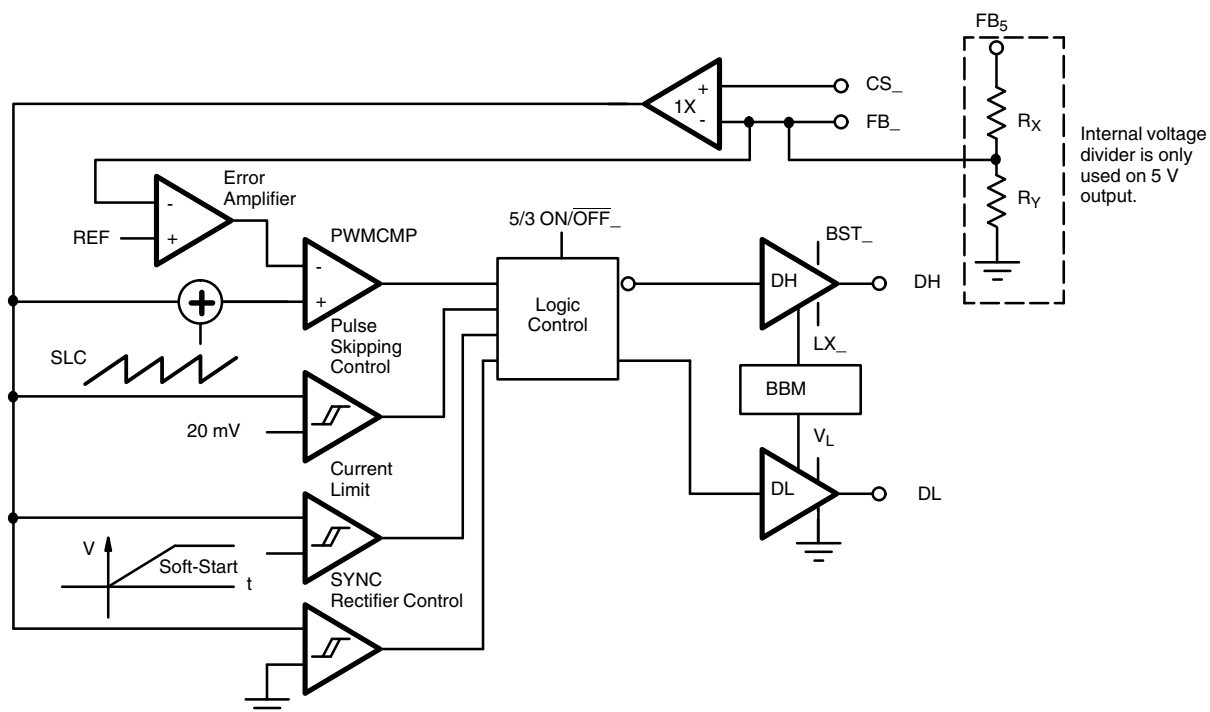 FB5
CS_
1X
+
-
FB_
RX
RY
Internal voltage
divider is only
used on 5 V
output.
Error
Amplifier
-
+
REF
5/3 ON/OFF_
PWMCMP
-
+
BST_
DH
DH
Logic
Control
+
LX_
SLC
Pulse
Skipping
Control
BBM
20 mV
VL
Current
Limit
DL
DL
V
Soft-Start
t
SYNC
Rectifier Control